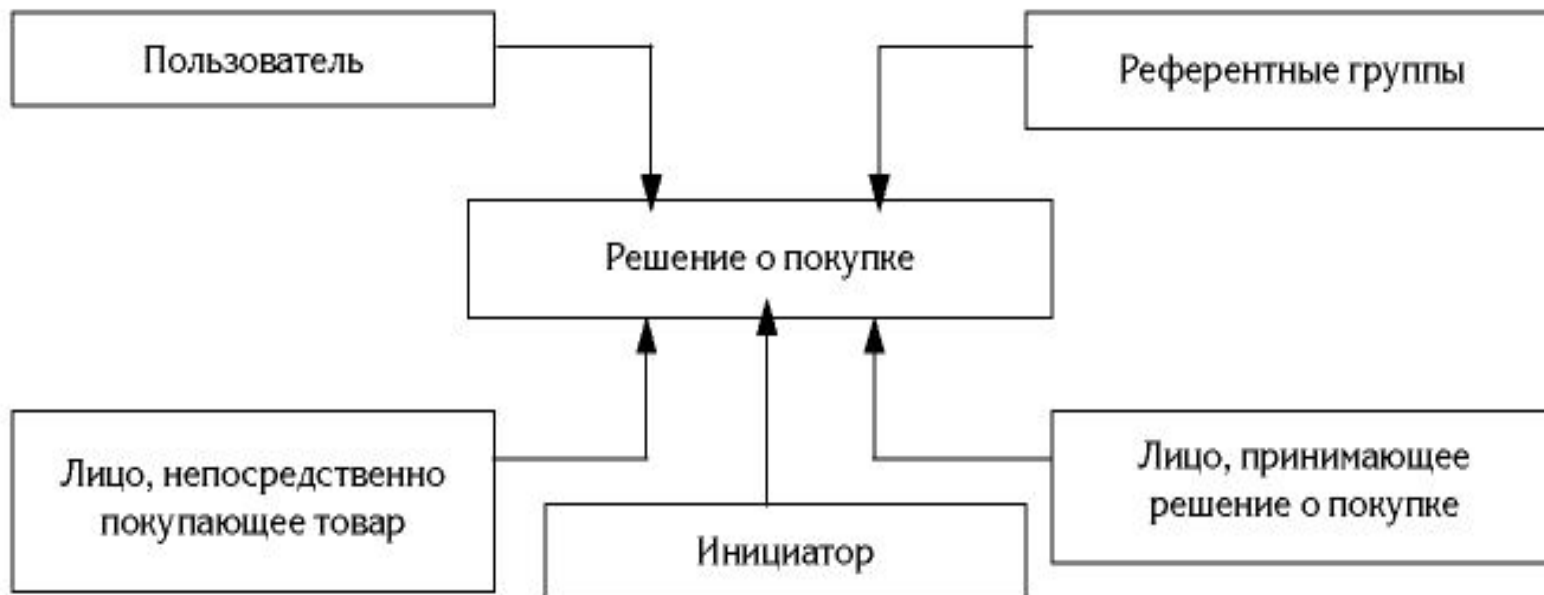 Пользователь
Референтные группы
Решение о покупке
Лицо, непосредственно
покупающее товар
Инициатор
Лицо, принимающее
решение о покупке